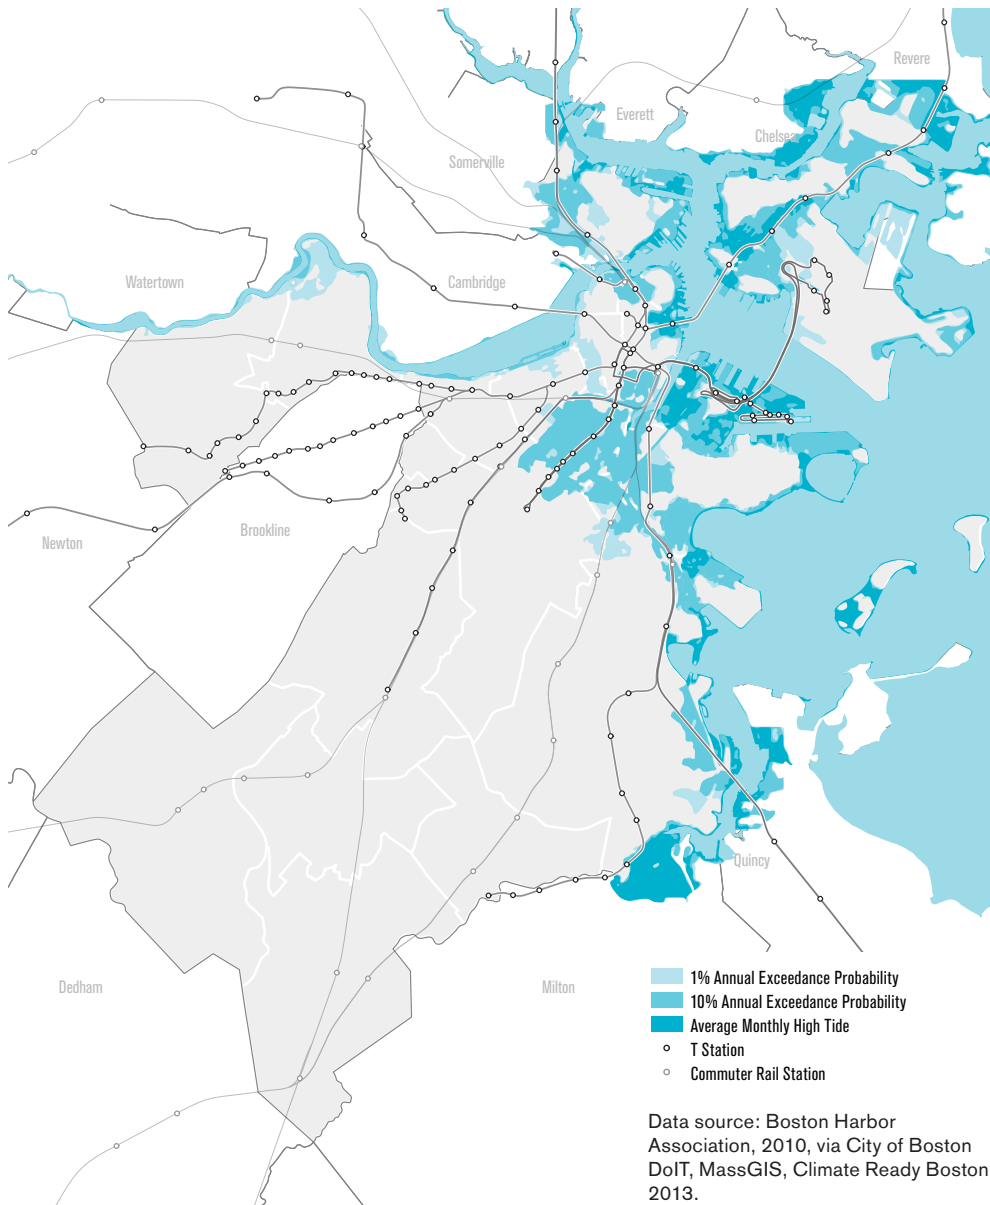 Revere
Everett
Chelsea
Somerville
Watertown
Cambridge
Newton
Brookline
Quincy
Dedham
Milton
1% Annual Exceedance Probability
10% Annual Exceedance Probability
Average Monthly High Tide
T Station
Commuter Rail Station
Data source: Boston Harbor
Association, 2010, via City of Boston
DoIT, MassGIS, Climate Ready Boston
2013.